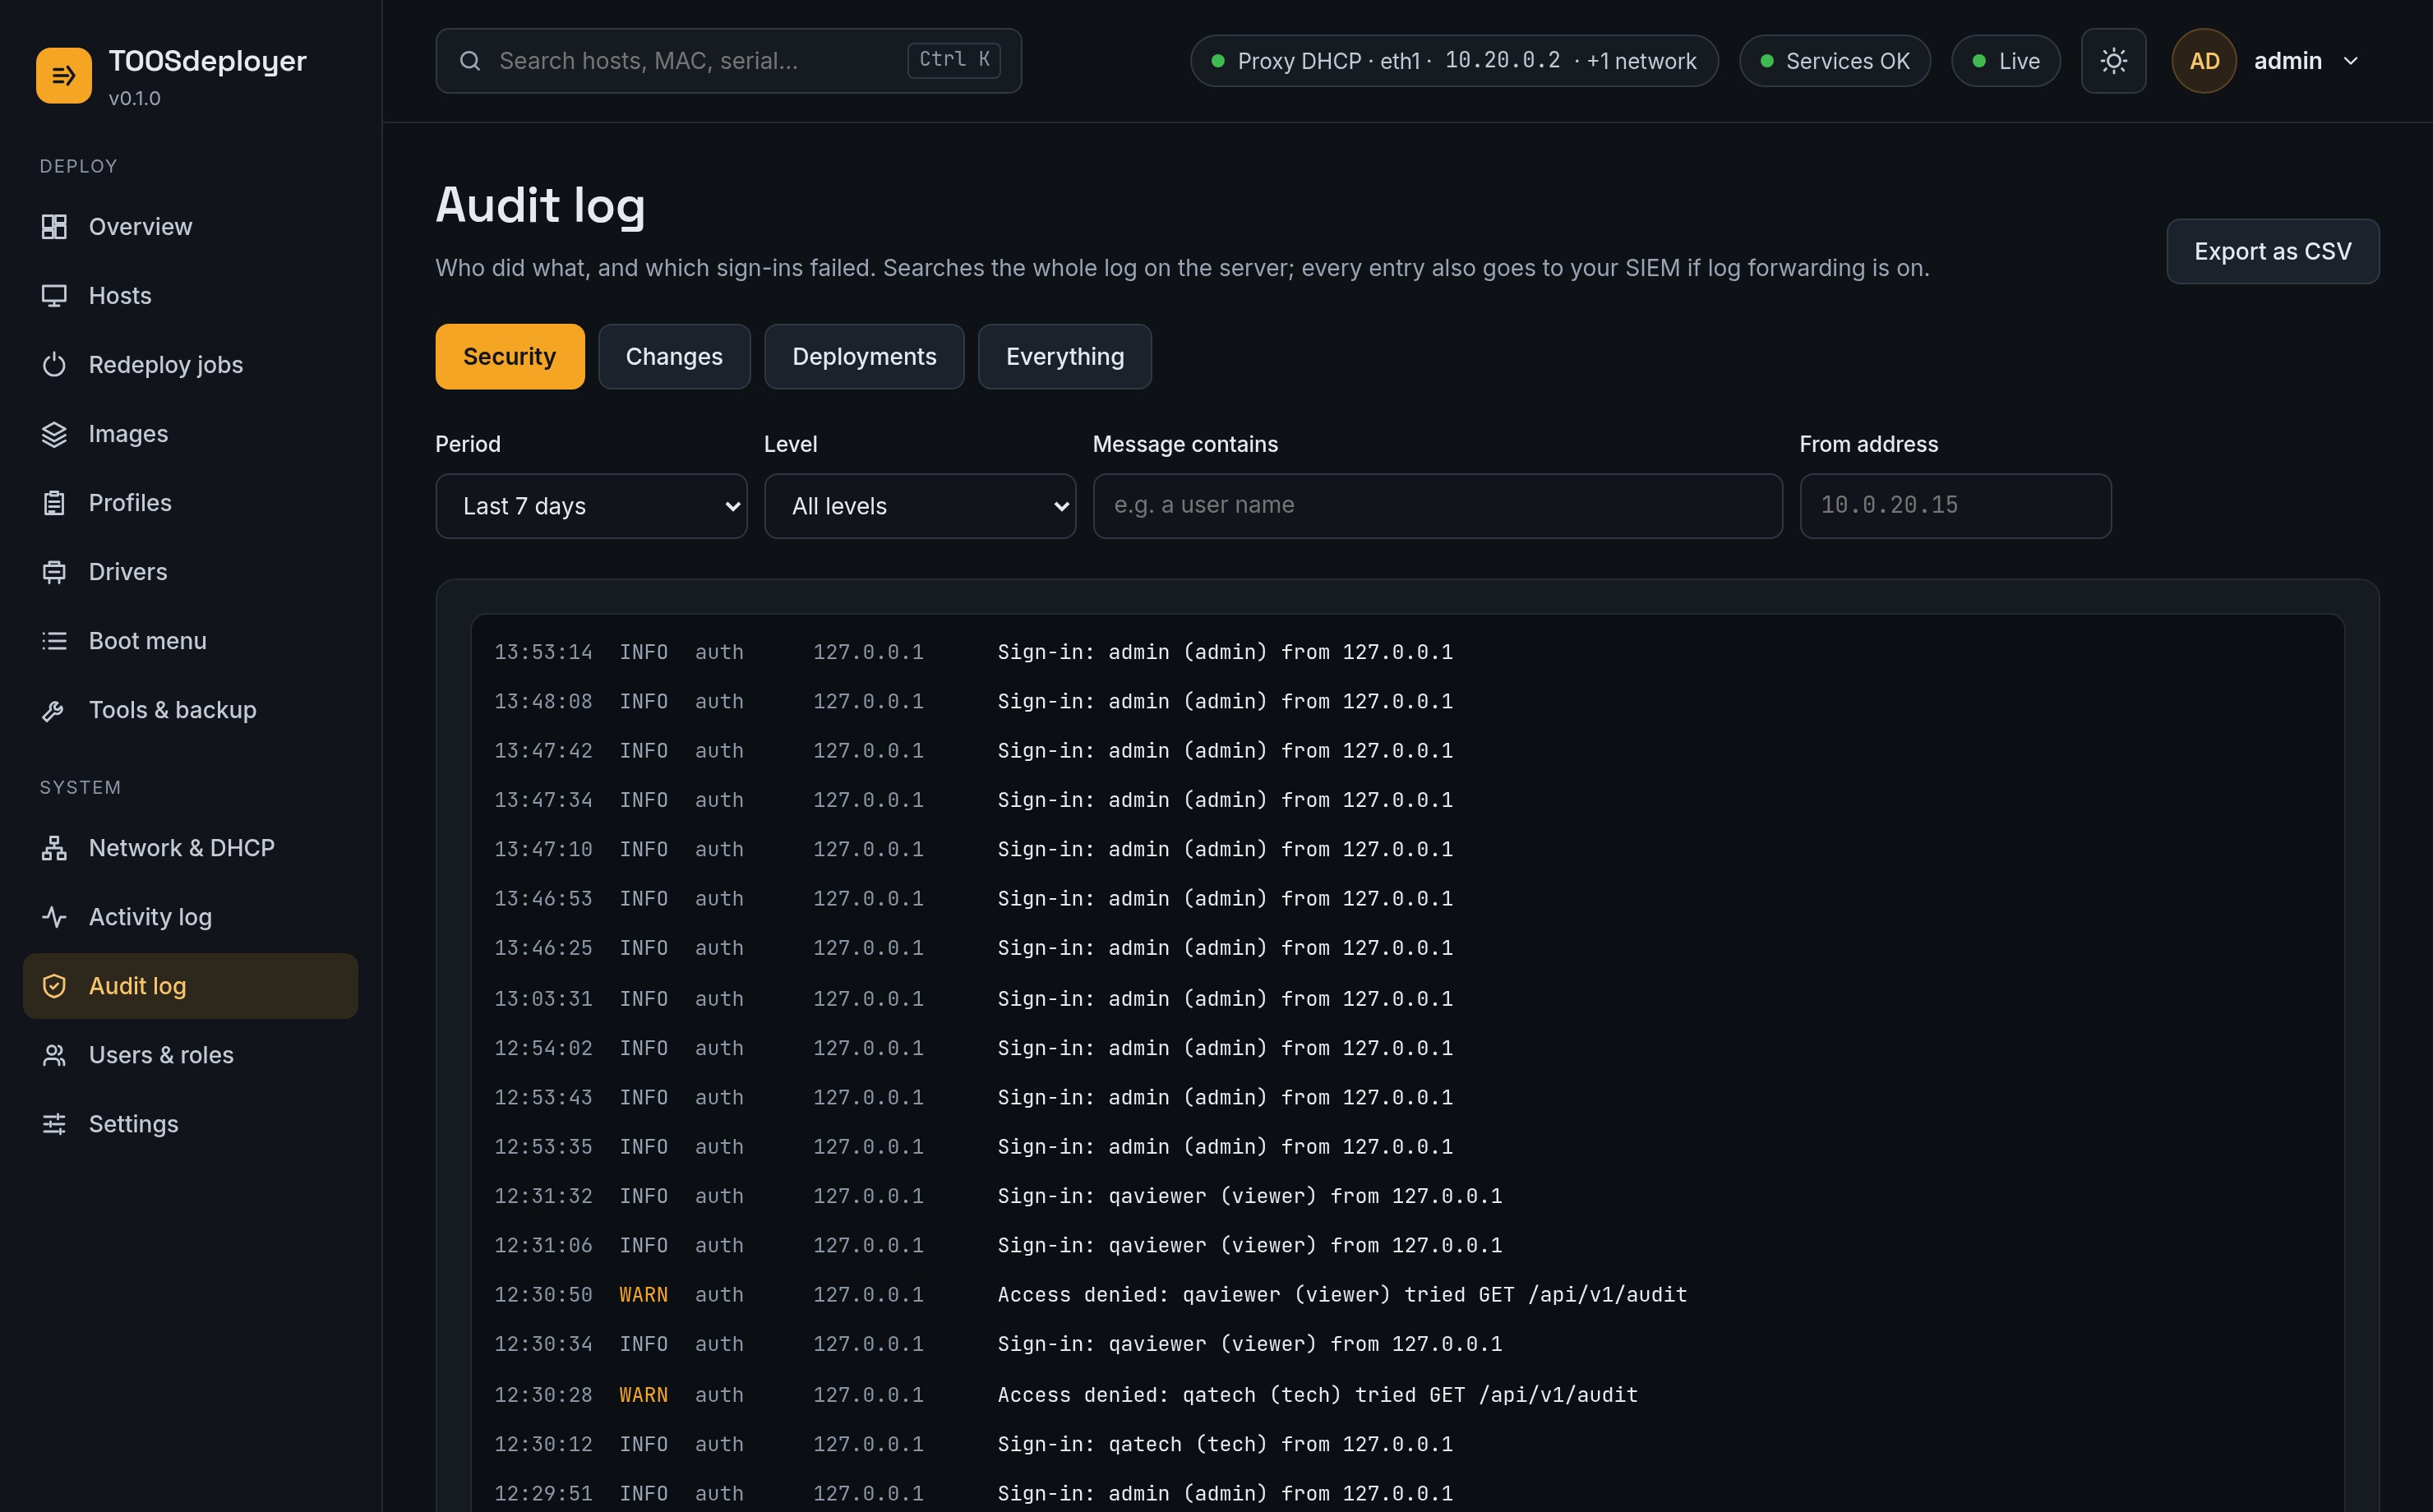 TOOSdeployer
v0.1.0
DEPLOY
Overview
Hosts
Redeploy jobs
Images
Profiles
Drivers
Boot menu
Tools & backup
SYSTEM
Network & DHCP
Activity log
Audit log
Users & roles
Settings
Search hosts, MAC, serial... Ctrl K
Proxy DHCP · eth1 · 10.20.0.2 · +1 network
Services OK
Live
AD admin
Audit log
Who did what, and which sign-ins failed. Searches the whole log on the server; every entry also goes to your SIEM if log forwarding is on.
Export as CSV
Security Changes Deployments Everything
Period Level Message contains From address
Last 7 days All levels e.g. a user name 10.0.20.15
13:53:14 INFO auth 127.0.0.1 Sign-in: admin (admin) from 127.0.0.1
13:48:08 INFO auth 127.0.0.1 Sign-in: admin (admin) from 127.0.0.1
13:47:42 INFO auth 127.0.0.1 Sign-in: admin (admin) from 127.0.0.1
13:47:34 INFO auth 127.0.0.1 Sign-in: admin (admin) from 127.0.0.1
13:47:10 INFO auth 127.0.0.1 Sign-in: admin (admin) from 127.0.0.1
13:46:53 INFO auth 127.0.0.1 Sign-in: admin (admin) from 127.0.0.1
13:46:25 INFO auth 127.0.0.1 Sign-in: admin (admin) from 127.0.0.1
13:03:31 INFO auth 127.0.0.1 Sign-in: admin (admin) from 127.0.0.1
12:54:02 INFO auth 127.0.0.1 Sign-in: admin (admin) from 127.0.0.1
12:53:43 INFO auth 127.0.0.1 Sign-in: admin (admin) from 127.0.0.1
12:53:35 INFO auth 127.0.0.1 Sign-in: admin (admin) from 127.0.0.1
12:31:32 INFO auth 127.0.0.1 Sign-in: qaviewer (viewer) from 127.0.0.1
12:31:06 INFO auth 127.0.0.1 Sign-in: qaviewer (viewer) from 127.0.0.1
12:30:50 WARN auth 127.0.0.1 Access denied: qaviewer (viewer) tried GET /api/v1/audit
12:30:34 INFO auth 127.0.0.1 Sign-in: qaviewer (viewer) from 127.0.0.1
12:30:28 WARN auth 127.0.0.1 Access denied: qatech (tech) tried GET /api/v1/audit
12:30:12 INFO auth 127.0.0.1 Sign-in: qatech (tech) from 127.0.0.1
12:29:51 INFO auth 127.0.0.1 Sign-in: admin (admin) from 127.0.0.1